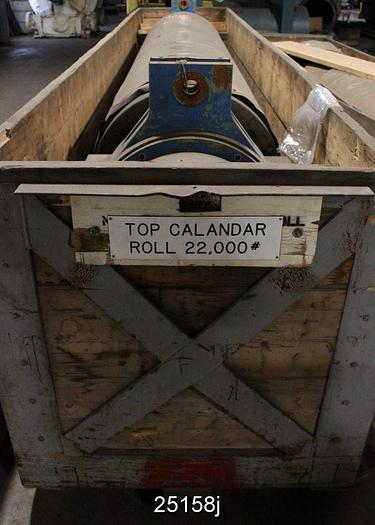 TOP CALANDAR
ROLL 22,000#
25158j